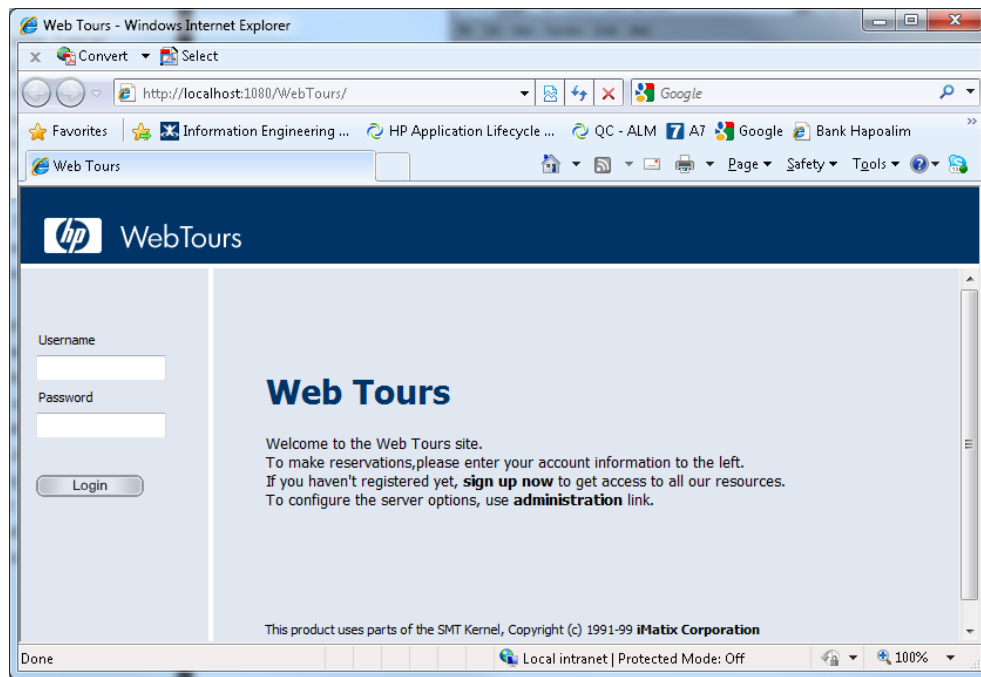 Web Tours - Windows Internet Explorer
x Convert Select
http://localhost:1080/WebTours/ Google
Favorites Information Engineering ... HP Application Lifecycle ... QC - ALM 7 A7 Google Bank Hapoalim »
Web Tours Page Safety Tools
hp WebTours
Username
Password
Login
Web Tours
Welcome to the Web Tours site.
To make reservations,please enter your account information to the left.
If you haven't registered yet, sign up now to get access to all our resources.
To configure the server options, use administration link.
This product uses parts of the SMT Kernel, Copyright (c) 1991-99 iMatix Corporation
Done Local intranet | Protected Mode: Off 100%